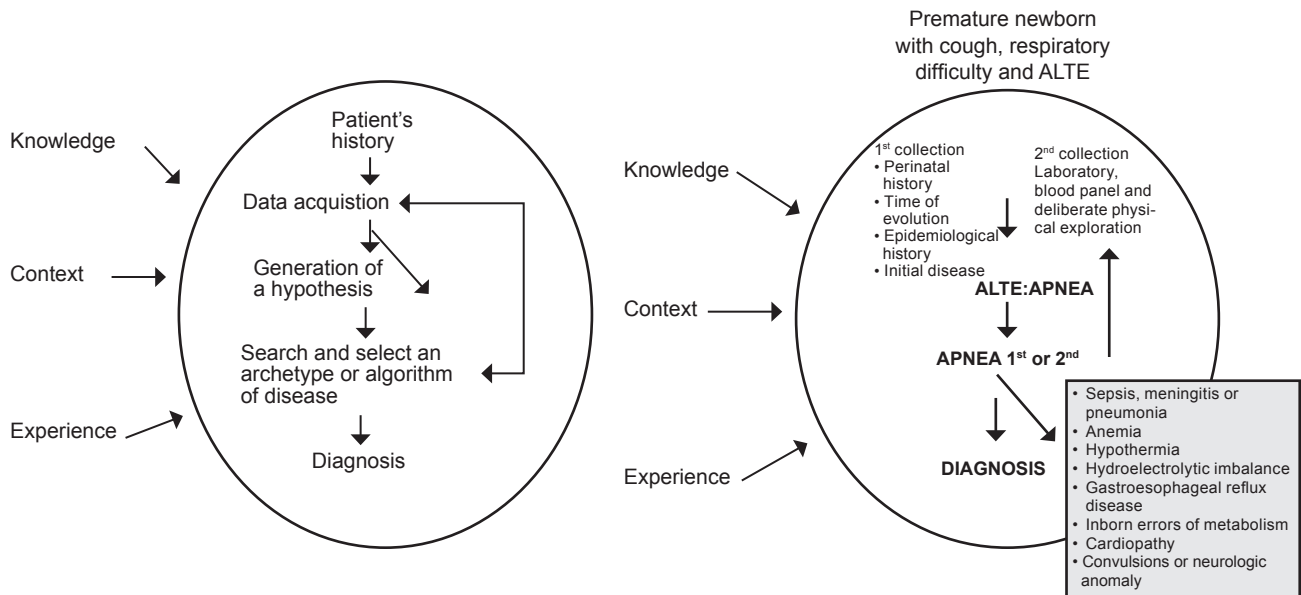 Knowledge
Context
Experience
Patient's
history
Data acquistion
Generation of
a hypothesis
Search and select an
archetype or algorithm
of disease
Diagnosis
Premature newborn
with cough, respiratory
difficulty and ALTE
Knowledge
Context
Experience
1st collection
• Perinatal
history
• Time of
evolution
• Epidemiological
history
• Initial disease
2nd collection
Laboratory,
blood panel and
deliberate physi-
cal exploration
ALTE:APNEA
APNEA 1st or 2nd
DIAGNOSIS
• Sepsis, meningitis or
pneumonia
• Anemia
• Hypothermia
• Hydroelectrolytic imbalance
• Gastroesophageal reflux
disease
• Inborn errors of metabolism
• Cardiopathy
• Convulsions or neurologic
anomaly